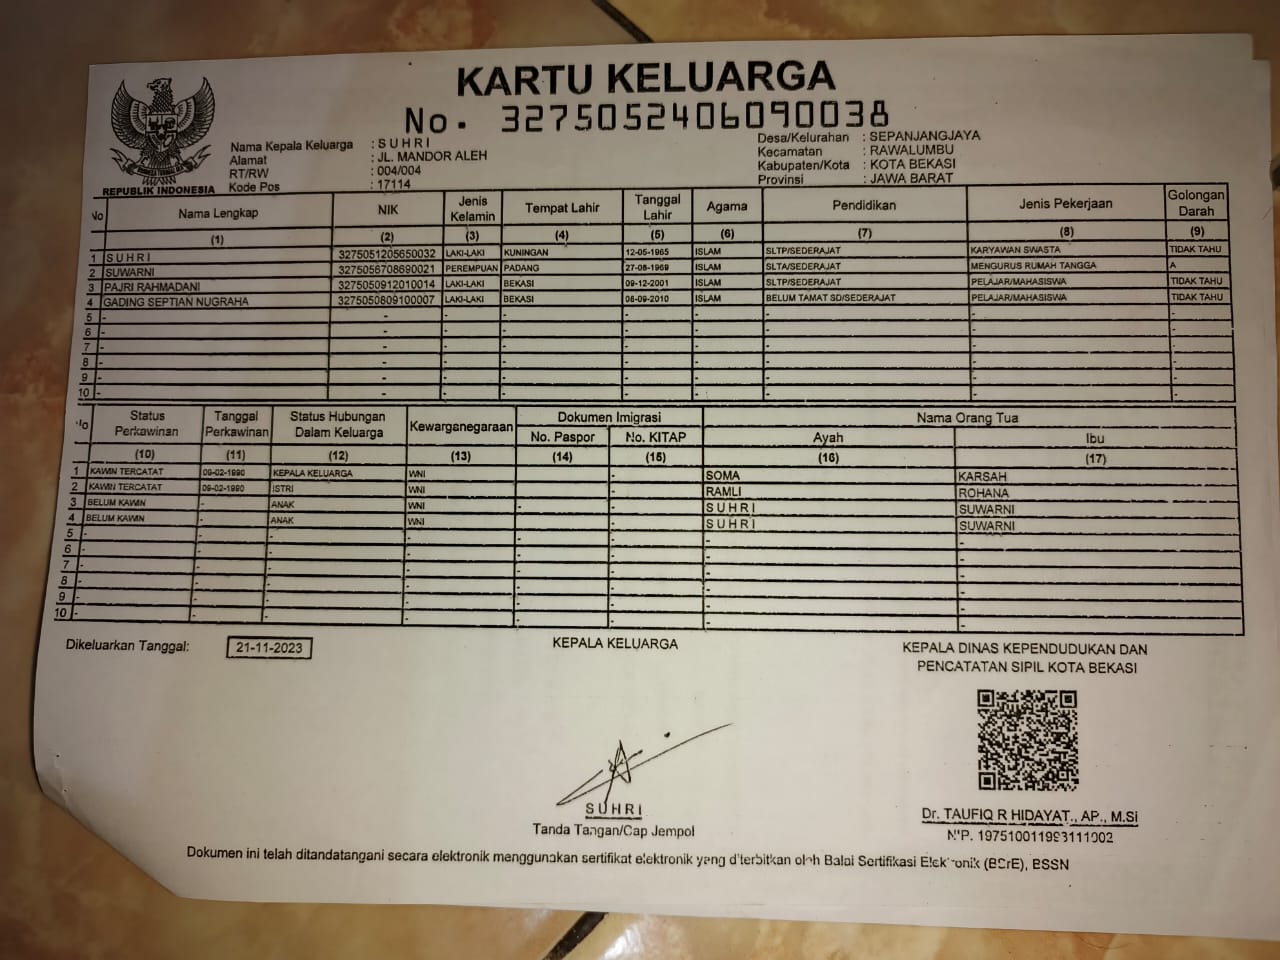 KARTU KELUARGA
No. 3275052406090038
REPUBLIK INDONESIA
Nama Kepala Keluarga : S U H R I
Alamat : JL. MANDOR ALEH
RT/RW : 004/004
Kode Pos : 17114
Desa/Kelurahan : SEPANJANGJAYA
Kecamatan : RAWALUMBU
Kabupaten/Kota : KOTA BEKASI
Provinsi : JAWA BARAT
No Nama Lengkap NIK Jenis Kelamin Tempat Lahir Tanggal Lahir Agama Pendidikan Jenis Pekerjaan Golongan Darah
(1) (2) (3) (4) (5) (6) (7) (8) (9)
1 S U H R I 3275051205650032 LAKI-LAKI KUNINGAN 12-05-1965 ISLAM SLTP/SEDERAJAT KARYAWAN SWASTA TIDAK TAHU
2 SUWARNI 3275056708690021 PEREMPUAN PADANG 27-08-1969 ISLAM SLTA/SEDERAJAT MENGURUS RUMAH TANGGA A
3 PAJRI RAHMADANI 3275050912010014 LAKI-LAKI BEKASI 09-12-2001 ISLAM SLTP/SEDERAJAT PELAJAR/MAHASISWA TIDAK TAHU
4 GADING SEPTIAN NUGRAHA 3275050809100007 LAKI-LAKI BEKASI 08-09-2010 ISLAM BELUM TAMAT SD/SEDERAJAT PELAJAR/MAHASISWA TIDAK TAHU
5 - - - - - - - - -
6 - - - - - - - - -
7 - - - - - - - - -
8 - - - - - - - - -
9 - - - - - - - - -
10 - - - - - - - - -
No Status Perkawinan Tanggal Perkawinan Status Hubungan Dalam Keluarga Kewarganegaraan Dokumen Imigrasi Nama Orang Tua
No. Paspor No. KITAP Ayah Ibu
(10) (11) (12) (13) (14) (15) (16) (17)
1 KAWIN TERCATAT 09-02-1990 KEPALA KELUARGA WNI - SOMA KARSAH
2 KAWIN TERCATAT 09-02-1990 ISTRI WNI - RAMLI ROHANA
3 BELUM KAWIN - ANAK WNI - - S U H R I SUWARNI
4 BELUM KAWIN - ANAK WNI - - S U H R I SUWARNI
5 - - - - - - - -
6 - - - - - - - -
7 - - - - - - - -
8 - - - - - - - -
9 - - - - - - - -
10 - - - - - - - -
Dikeluarkan Tanggal: 21-11-2023
KEPALA KELUARGA
S U H R I
Tanda Tangan/Cap Jempol
KEPALA DINAS KEPENDUDUKAN DAN
PENCATATAN SIPIL KOTA BEKASI
Dr. TAUFIQ R HIDAYAT., AP., M.Si
NIP. 197510011993111002
Dokumen ini telah ditandatangani secara elektronik menggunakan sertifikat elektronik yang diterbitkan oleh Balai Sertifikasi Elektronik (BSrE), BSSN